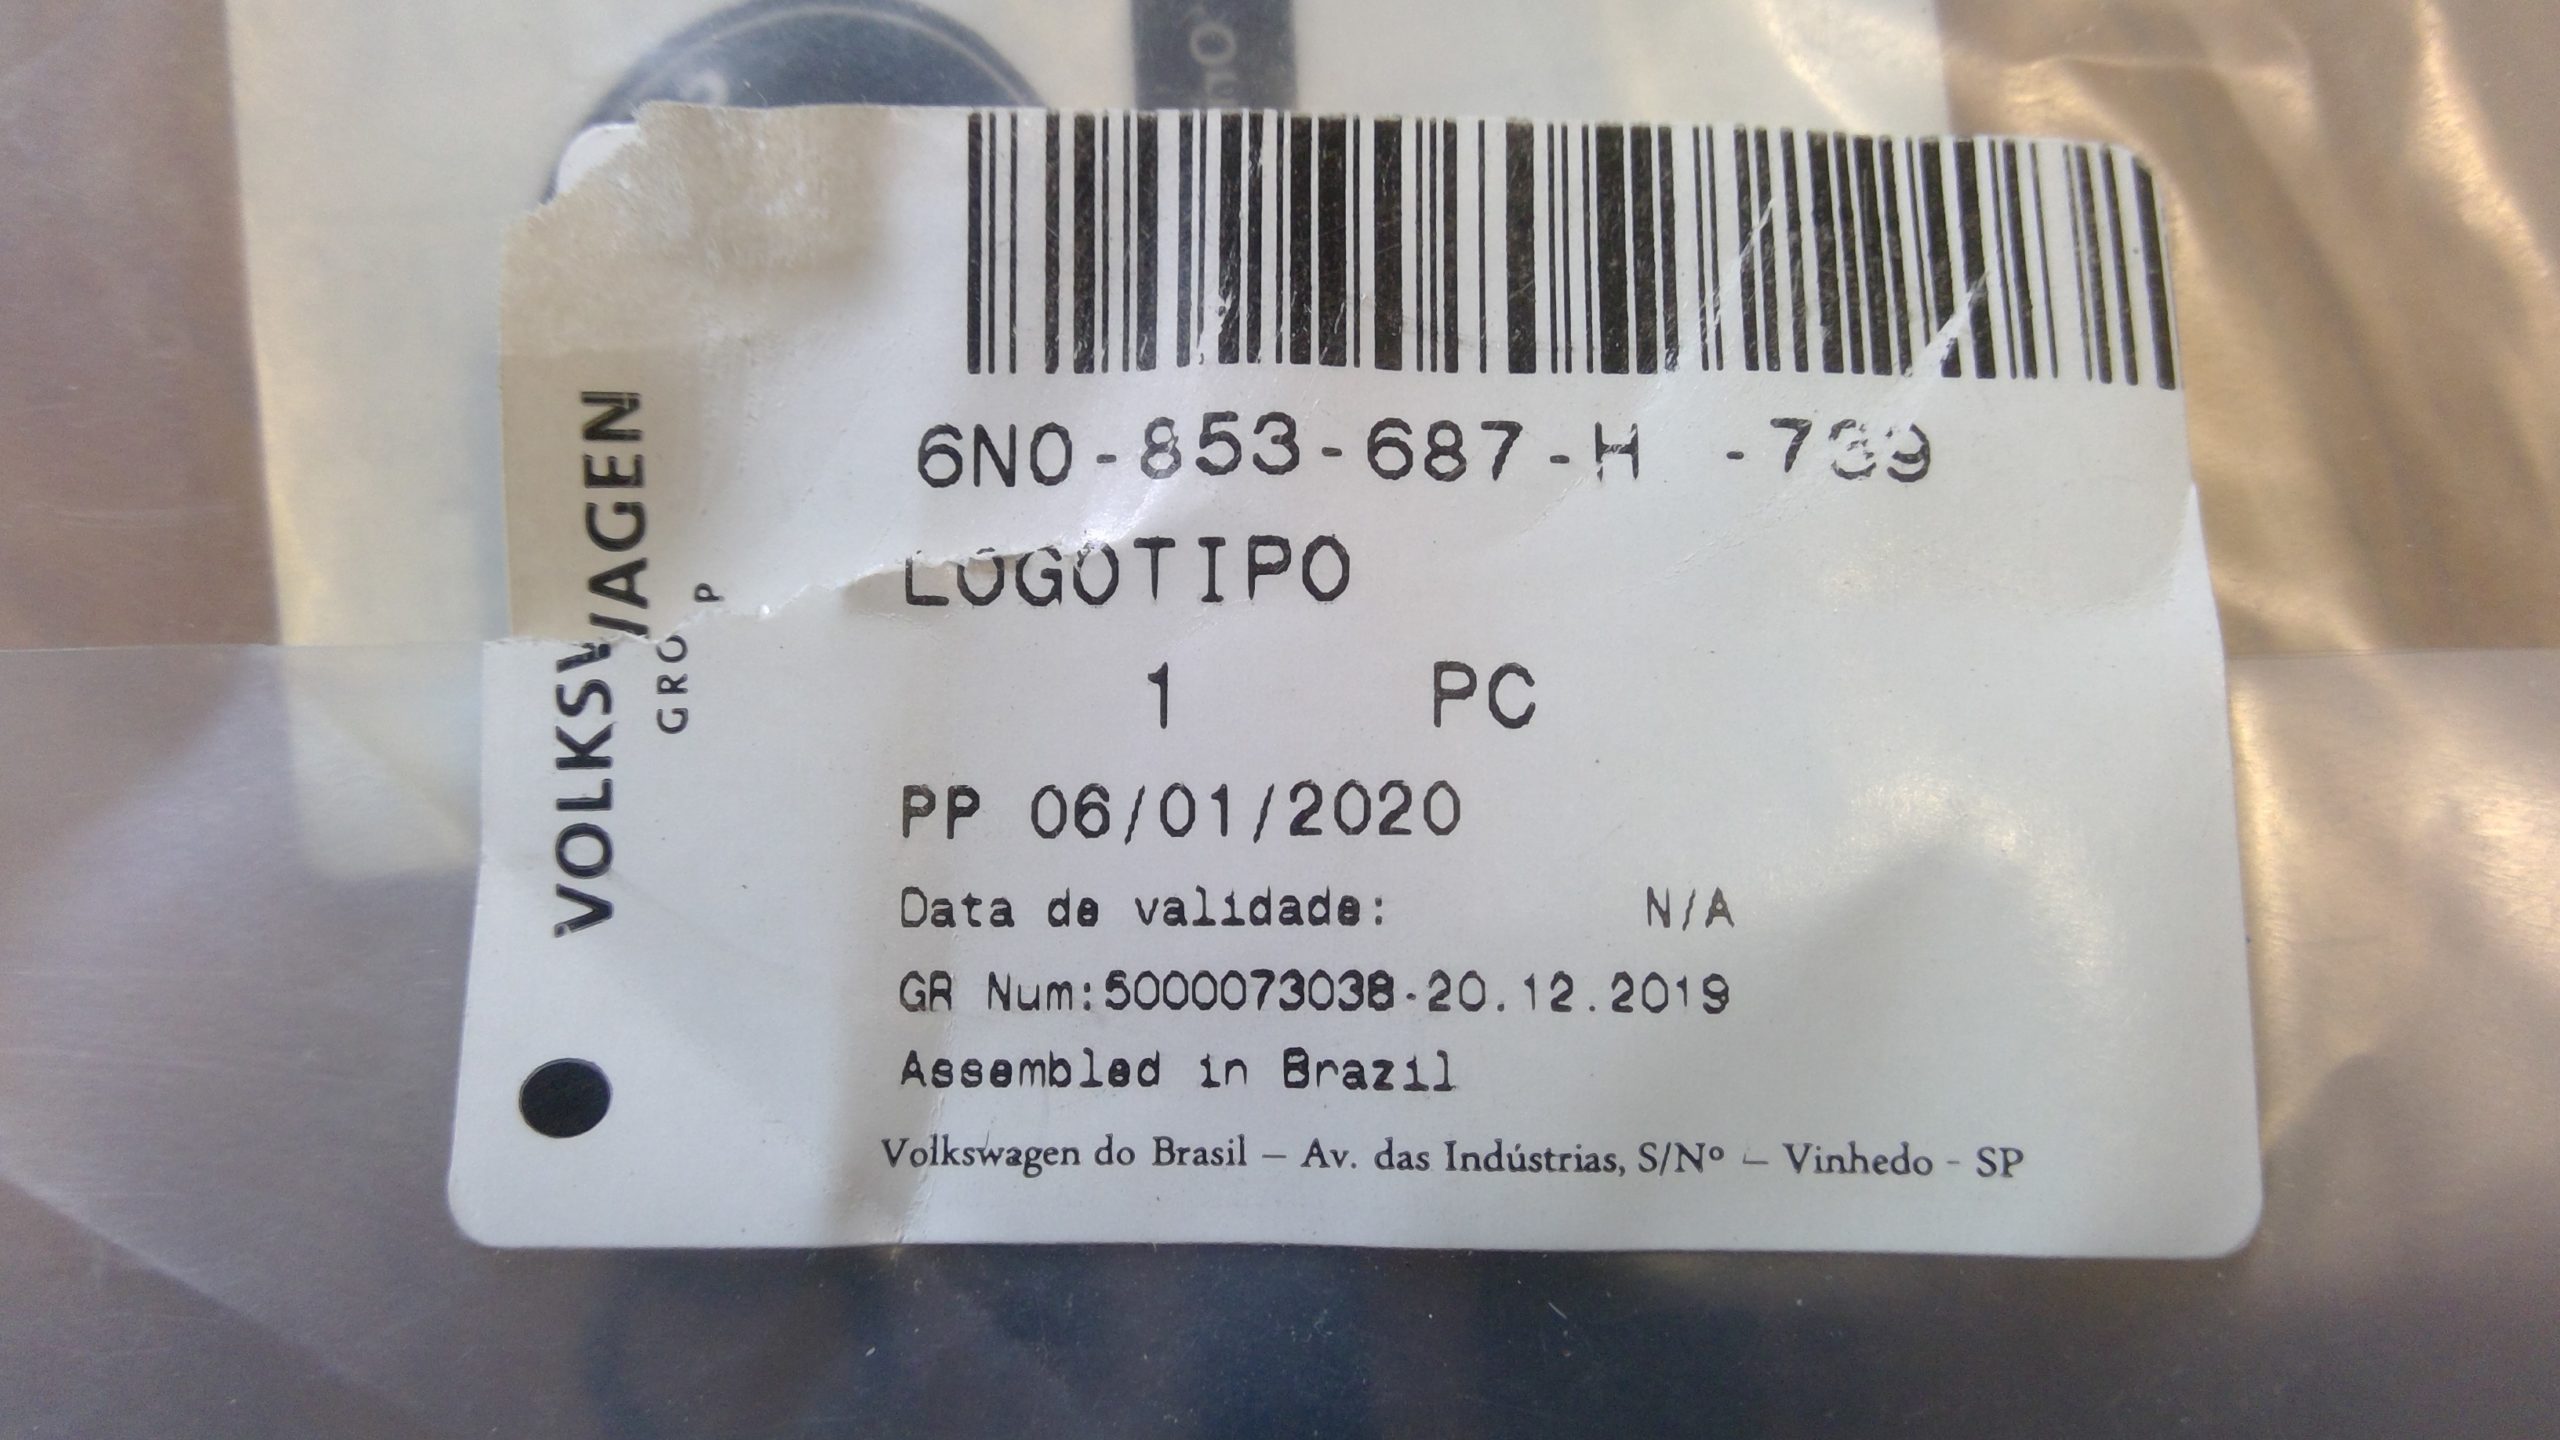 6N0-853-687-H -739
LOGOTIPO
1 PC
PP 06/01/2020
Data de validade: N/A
GR Num:5000073038-20.12.2019
Assembled in Brazil
Volkswagen do Brasil – Av. das Indústrias, S/Nº – Vinhedo - SP
VOLKSWAGEN
GROUP